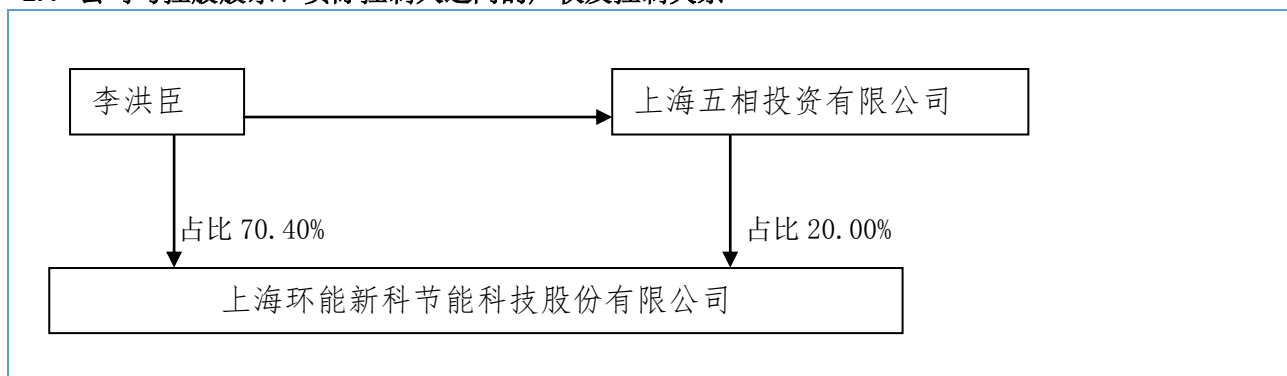 李洪臣
上海五相投资有限公司
占比 70.40%
占比 20.00%
上海环能新科节能科技股份有限公司